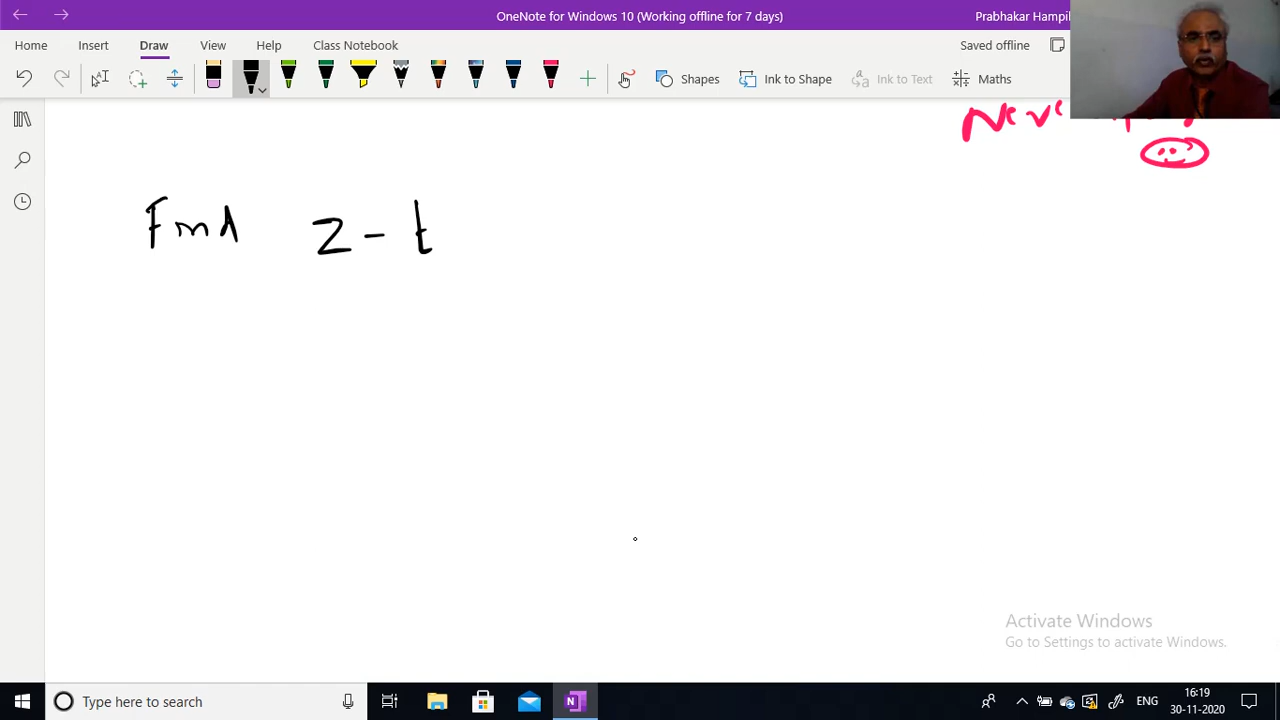 OneNote for Windows 10 (Working offline for 7 days)
Prabhakar Hampil
Home Insert Draw View Help Class Notebook
Saved offline
Shapes Ink to Shape Ink to Text Maths
Find z - t
Activate Windows
Go to Settings to activate Windows.
Type here to search
ENG
16:19
30-11-2020